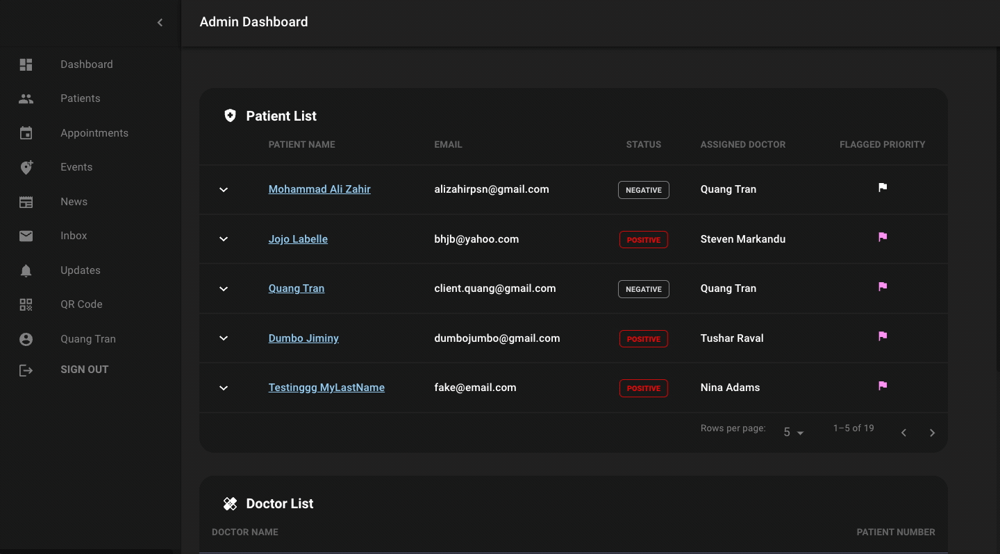 Admin Dashboard
Dashboard
Patients
Appointments
Events
News
Inbox
Updates
QR Code
Quang Tran
SIGN OUT
Patient List
PATIENT NAME EMAIL STATUS ASSIGNED DOCTOR FLAGGED PRIORITY
Mohammad Ali Zahir alizahirpsn@gmail.com NEGATIVE Quang Tran
Jojo Labelle bhjb@yahoo.com POSITIVE Steven Markandu
Quang Tran client.quang@gmail.com NEGATIVE Quang Tran
Dumbo Jiminy dumbojumbo@gmail.com POSITIVE Tushar Raval
Testinggg MyLastName fake@email.com POSITIVE Nina Adams
Rows per page: 5 1–5 of 19
Doctor List
DOCTOR NAME PATIENT NUMBER